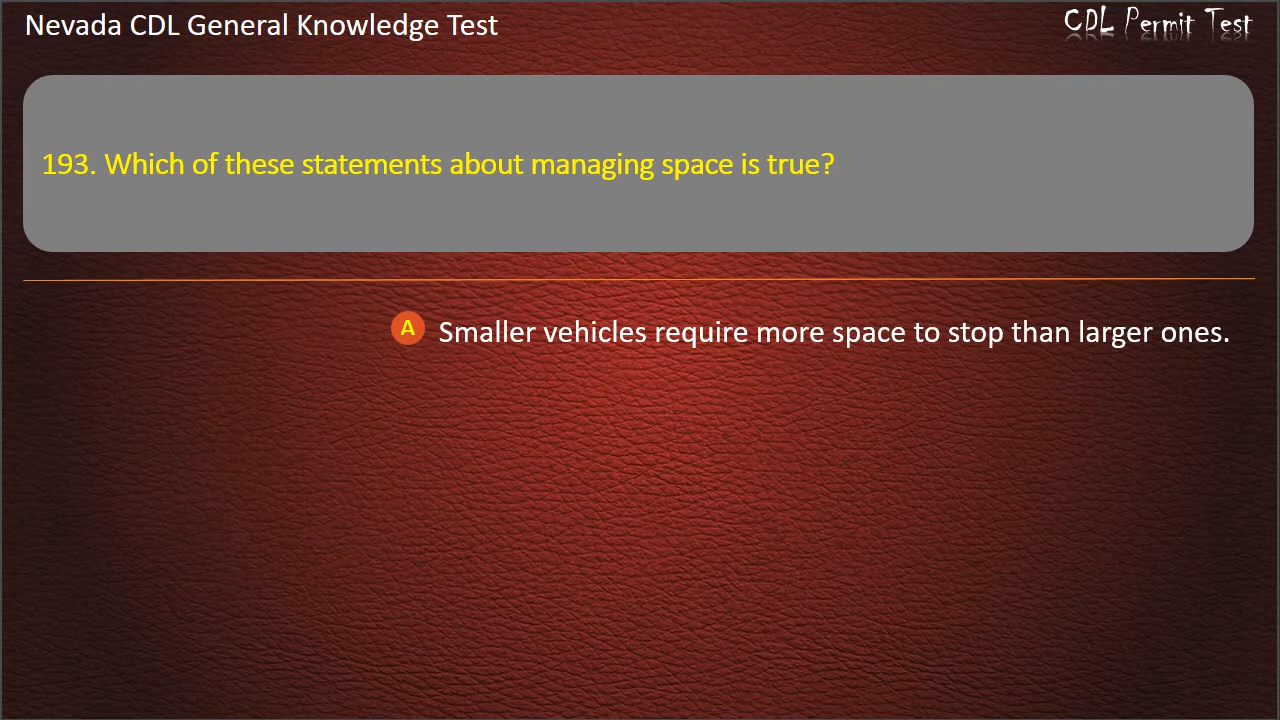 Nevada CDL General Knowledge Test
CDL Permit Test
193. Which of these statements about managing space is true?
A Smaller vehicles require more space to stop than larger ones.